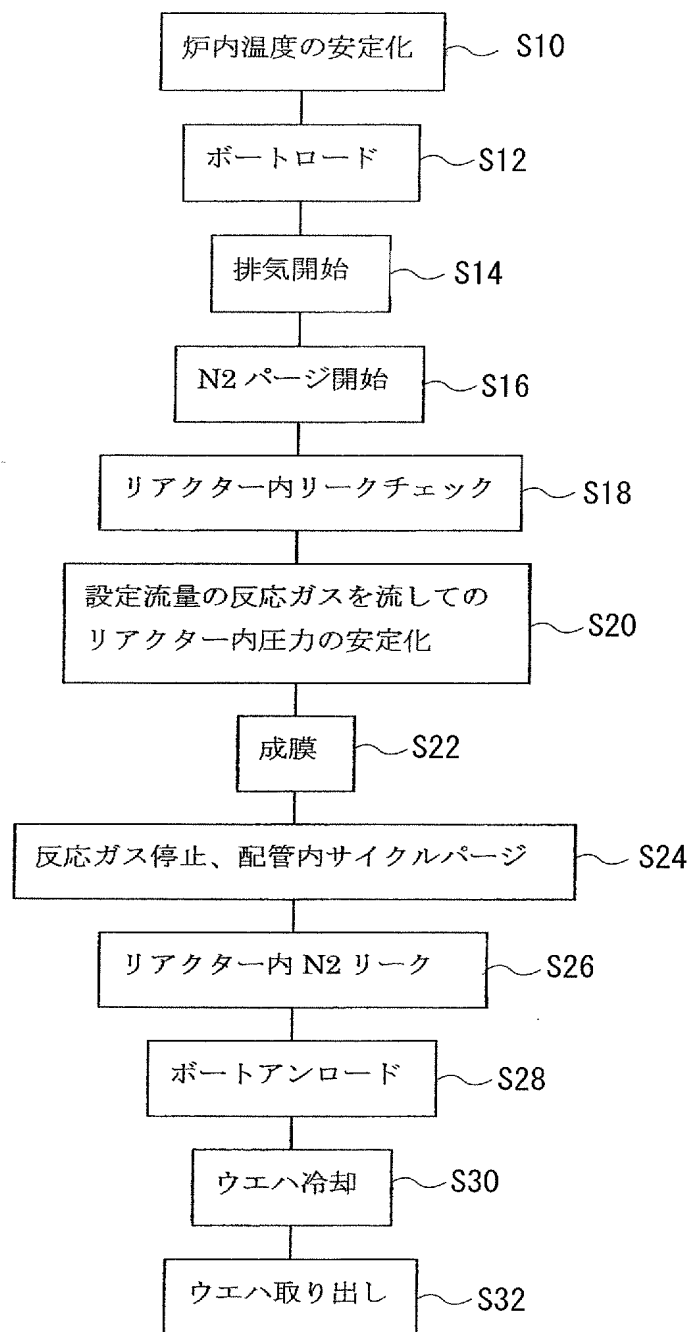 炉内温度の安定化 S10
ボートロード S12
排気開始 S14
N2 パージ開始 S16
リアクター内リークチェック S18
設定流量の反応ガスを流しての
リアクター内圧力の安定化 S20
成膜 S22
反応ガス停止、配管内サイクルパージ S24
リアクター内 N2 リーク S26
ボートアンロード S28
ウエハ冷却 S30
ウエハ取り出し S32